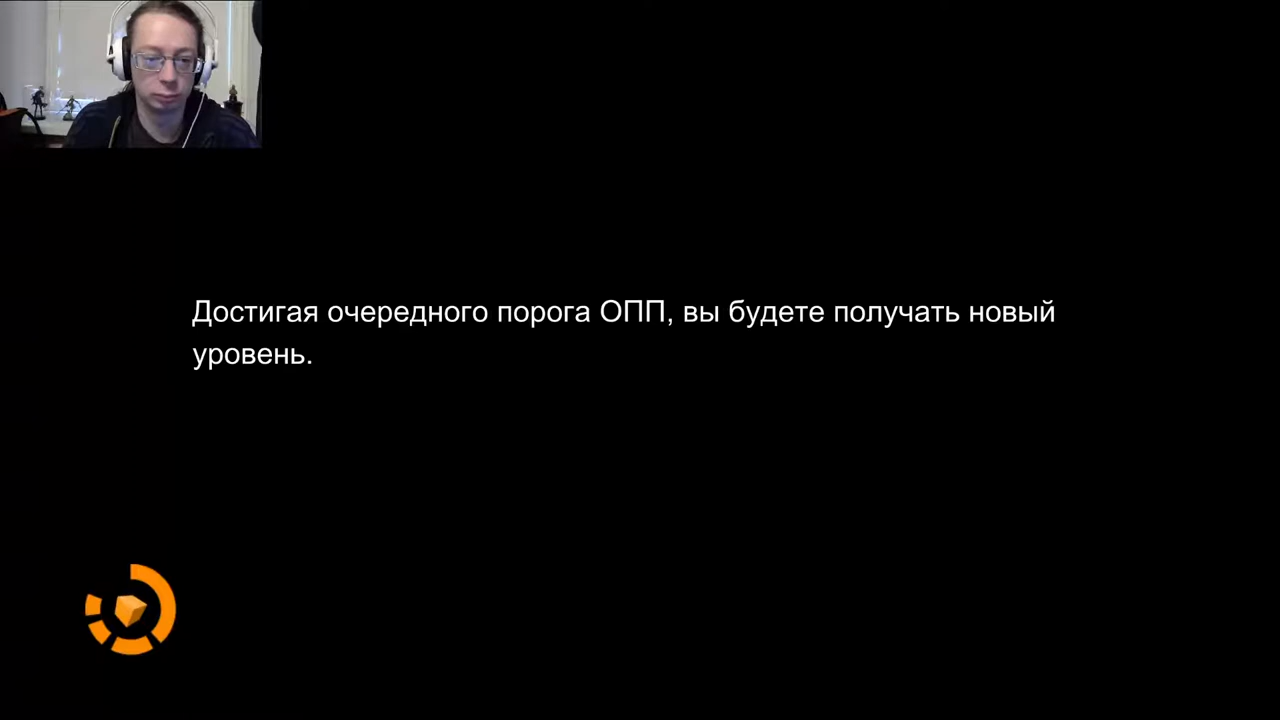 Достигая очередного порога ОПП, вы будете получать новый
уровень.